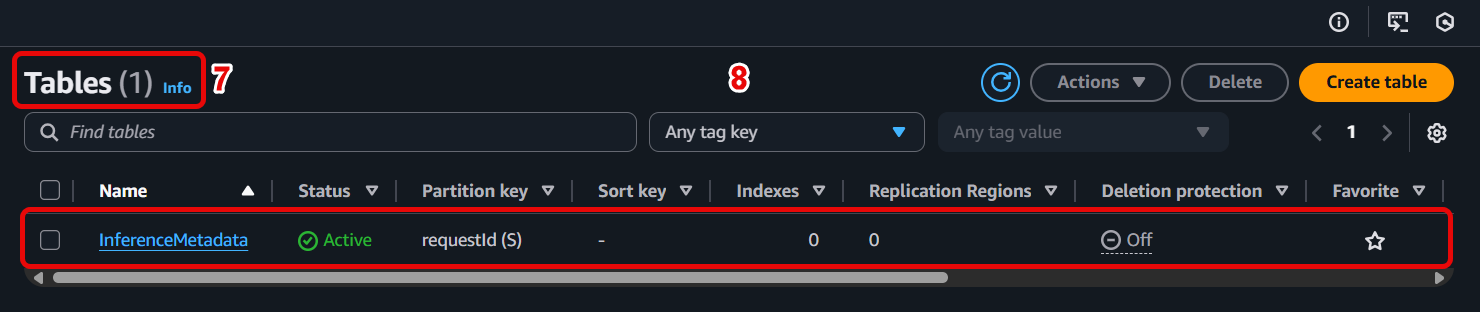 Tables (1) Info 7
8
Actions Delete Create table
Find tables Any tag key Any tag value 1
Name Status Partition key Sort key Indexes Replication Regions Deletion protection Favorite
InferenceMetadata Active requestId (S) - 0 0 Off